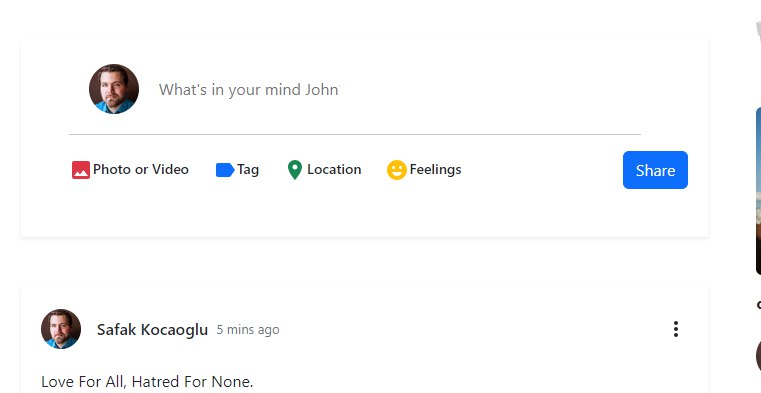 What's in your mind John
Photo or Video Tag Location Feelings Share
Safak Kocaoglu 5 mins ago
Love For All, Hatred For None.